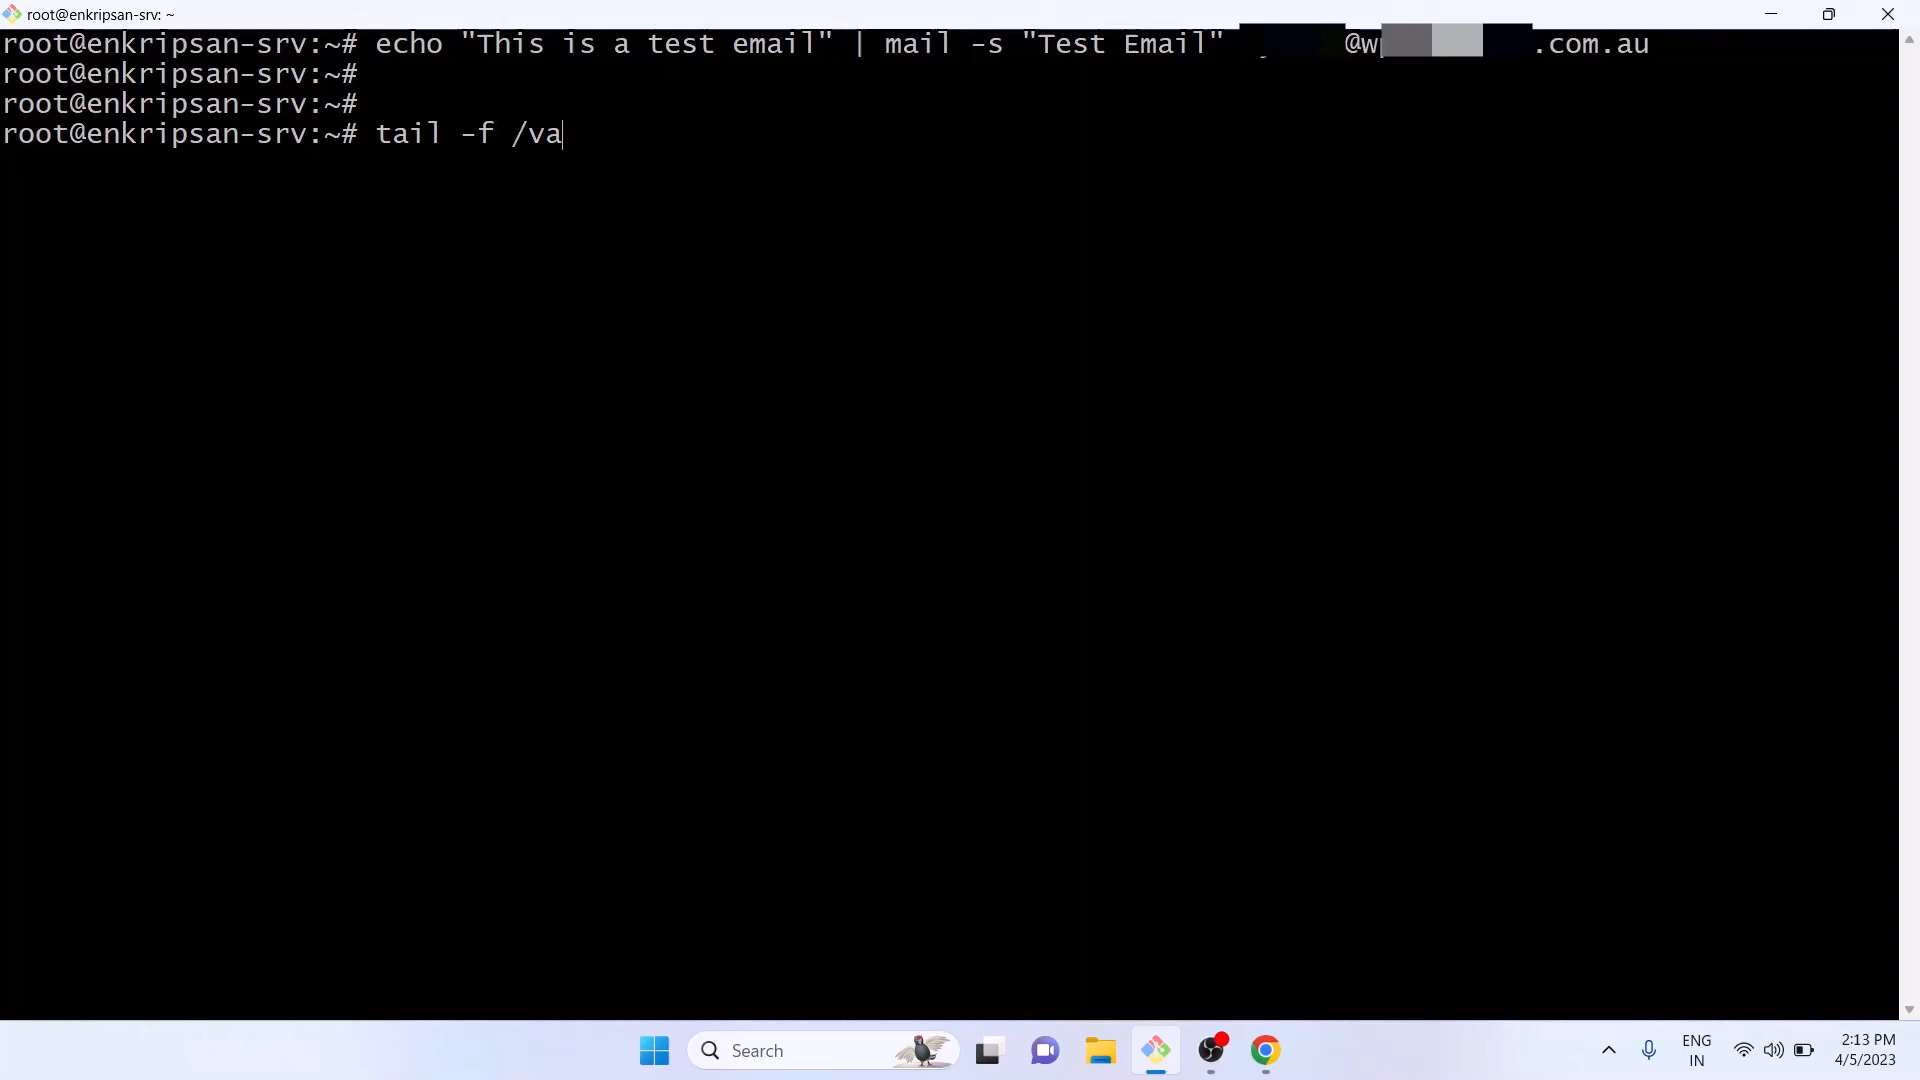 root@enkripsan-srv: ~
root@enkripsan-srv:~# echo "This is a test email" | mail -s "Test Email" @w .com.au
root@enkripsan-srv:~#
root@enkripsan-srv:~#
root@enkripsan-srv:~# tail -f /va
Search
ENG
IN
2:13 PM
4/5/2023